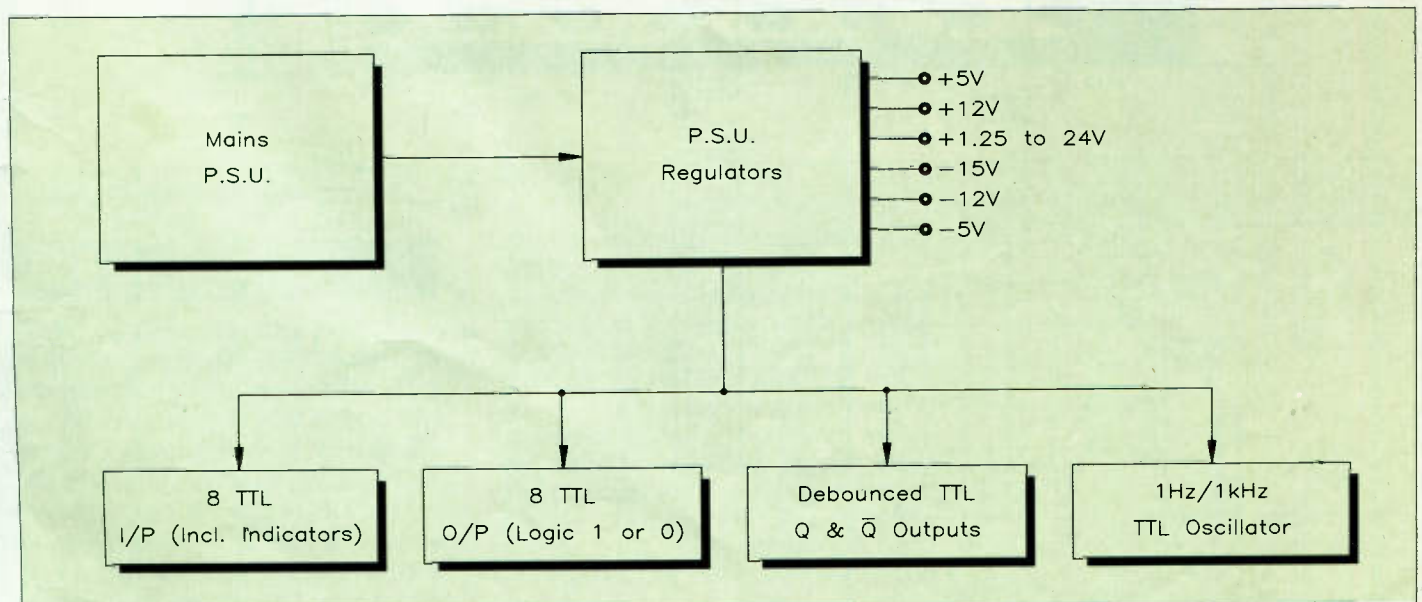 Mains
P.S.U.
P.S.U.
Regulators
+5V
+12V
+1.25 to 24V
−15V
−12V
−5V
8 TTL
I/P (Incl. Indicators)
8 TTL
O/P (Logic 1 or 0)
Debounced TTL
Q & Q̅ Outputs
1Hz/1kHz
TTL Oscillator